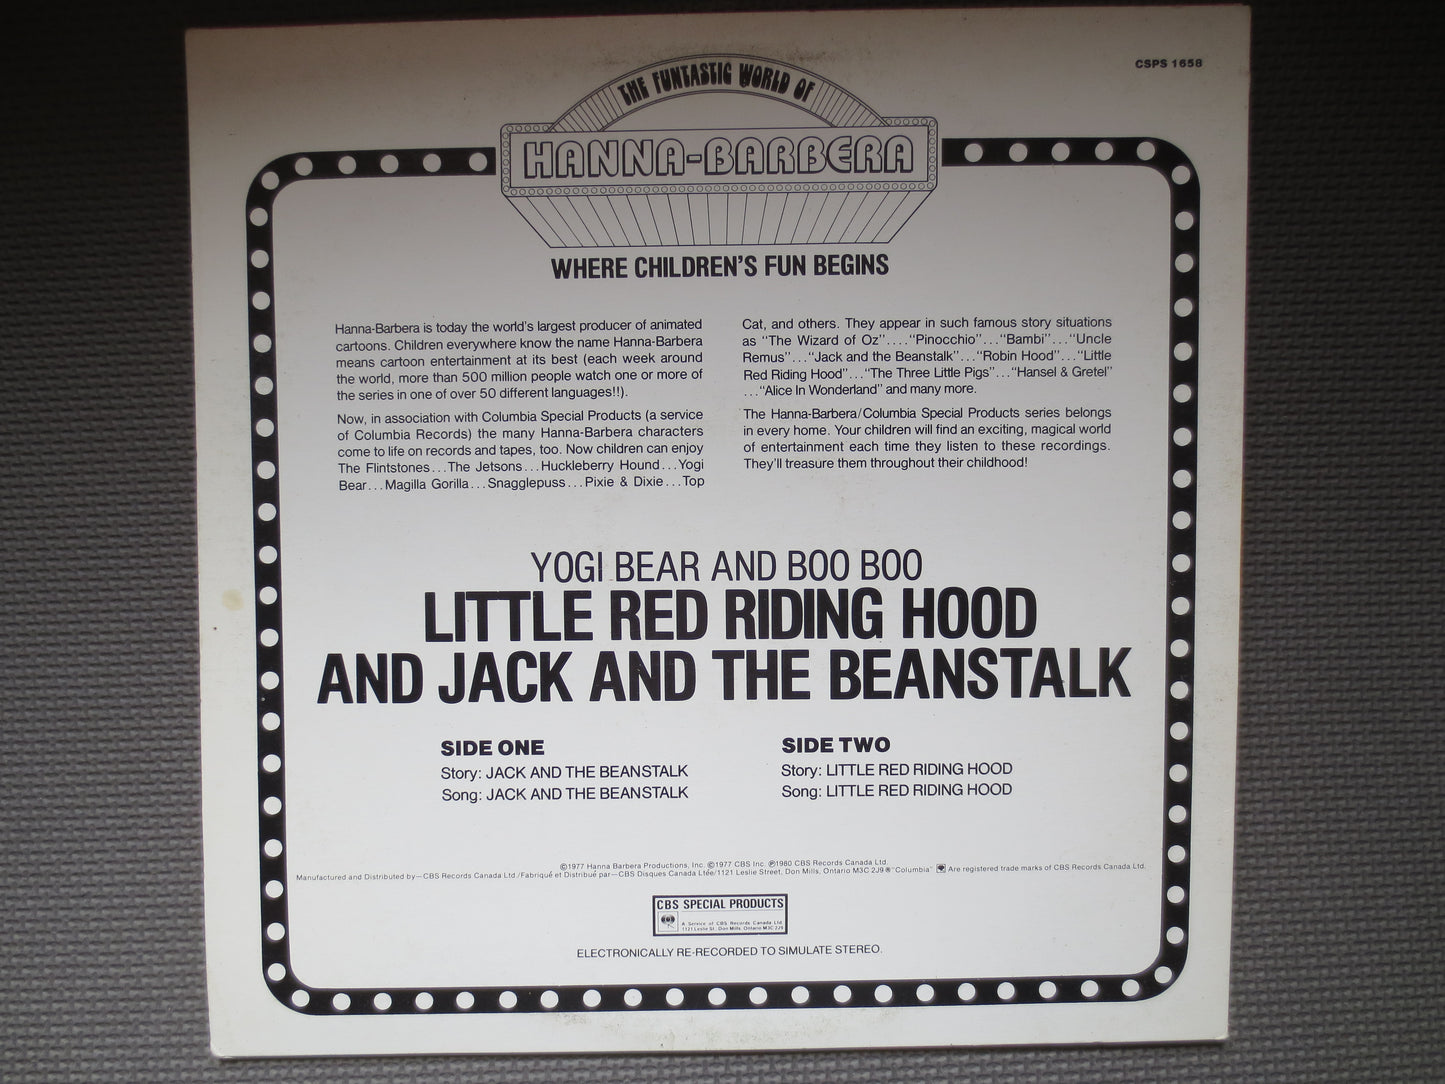 CSPS 1658
THE FUNTASTIC WORLD OF
HANNA-BARBERA
WHERE CHILDREN'S FUN BEGINS
Hanna-Barbera is today the world's largest producer of animated
cartoons. Children everywhere know the name Hanna-Barbera
means cartoon entertainment at its best (each week around
the world, more than 500 million people watch one or more of
the series in one of over 50 different languages!!).
Now, in association with Columbia Special Products (a service
of Columbia Records) the many Hanna-Barbera characters
come to life on records and tapes, too. Now children can enjoy
The Flintstones...The Jetsons...Huckleberry Hound...Yogi
Bear...Magilla Gorilla...Snagglepuss...Pixie & Dixie...Top
Cat, and others. They appear in such famous story situations
as "The Wizard of Oz"...."Pinocchio"..."Bambi"..."Uncle
Remus"..."Jack and the Beanstalk"..."Robin Hood"..."Little
Red Riding Hood"..."The Three Little Pigs"..."Hansel & Gretel"
..."Alice In Wonderland" and many more.
The Hanna-Barbera/Columbia Special Products series belongs
in every home. Your children will find an exciting, magical world
of entertainment each time they listen to these recordings.
They'll treasure them throughout their childhood!
YOGI BEAR AND BOO BOO
LITTLE RED RIDING HOOD
AND JACK AND THE BEANSTALK
SIDE ONE
Story: JACK AND THE BEANSTALK
Song: JACK AND THE BEANSTALK
SIDE TWO
Story: LITTLE RED RIDING HOOD
Song: LITTLE RED RIDING HOOD
©1977 Hanna Barbera Productions, Inc. ©1977 CBS Inc. ℗1980 CBS Records Canada Ltd.
Manufactured and Distributed by—CBS Records Canada Ltd./Fabriqué et Distribué par—CBS Disques Canada Ltée/1121 Leslie Street, Don Mills, Ontario M3C 2J9 ® "Columbia" Are registered trade marks of CBS Records Canada Ltd.
CBS SPECIAL PRODUCTS
A Service of CBS Records Canada Ltd.
1121 Leslie St., Don Mills, Ontario M3C 2J9
ELECTRONICALLY RE-RECORDED TO SIMULATE STEREO.